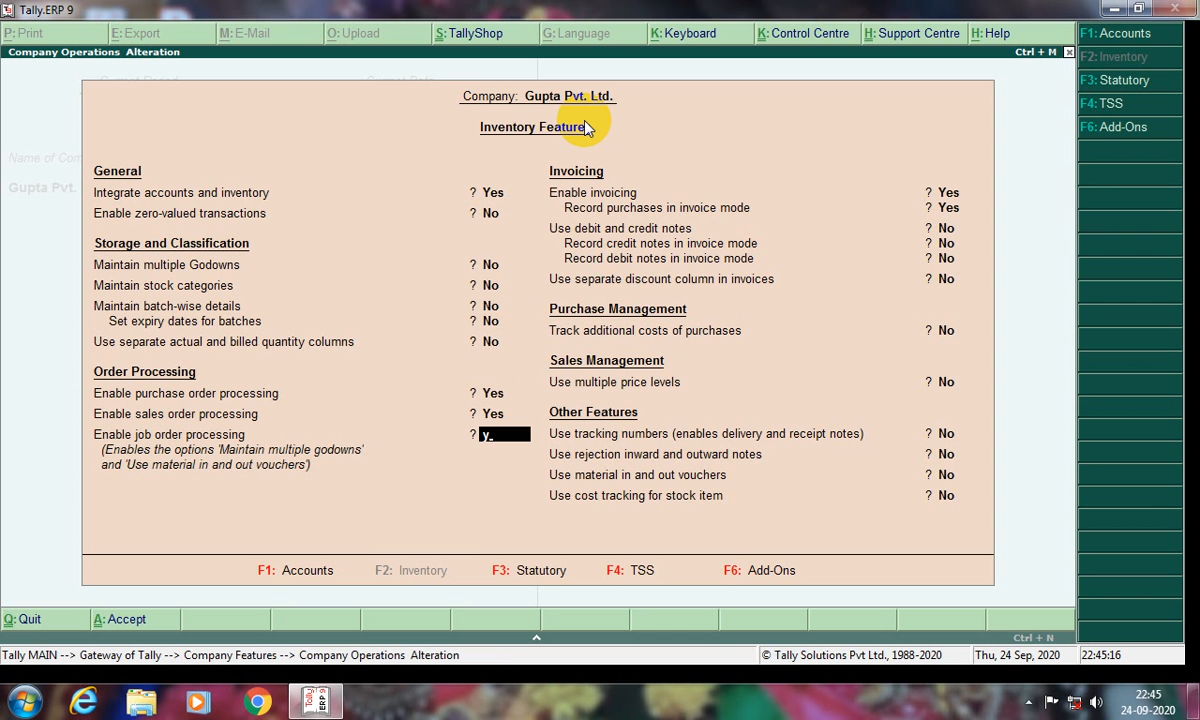 Tally.ERP 9
P: Print
E: Export
M: E-Mail
O: Upload
S: TallyShop
G: Language
K: Keyboard
K: Control Centre
H: Support Centre
H: Help
F1: Accounts
Company Operations Alteration
Ctrl + M
F2: Inventory
F3: Statutory
F4: TSS
F6: Add-Ons
Company: Gupta Pvt. Ltd.
Inventory Feature
Name of Com
Gupta Pvt.
General
Integrate accounts and inventory ? Yes
Enable zero-valued transactions ? No
Storage and Classification
Maintain multiple Godowns ? No
Maintain stock categories ? No
Maintain batch-wise details ? No
Set expiry dates for batches ? No
Use separate actual and billed quantity columns ? No
Order Processing
Enable purchase order processing ? Yes
Enable sales order processing ? Yes
Enable job order processing ? y
(Enables the options 'Maintain multiple godowns'
and 'Use material in and out vouchers')
Invoicing
Enable invoicing ? Yes
Record purchases in invoice mode ? Yes
Use debit and credit notes ? No
Record credit notes in invoice mode ? No
Record debit notes in invoice mode ? No
Use separate discount column in invoices ? No
Purchase Management
Track additional costs of purchases ? No
Sales Management
Use multiple price levels ? No
Other Features
Use tracking numbers (enables delivery and receipt notes) ? No
Use rejection inward and outward notes ? No
Use material in and out vouchers ? No
Use cost tracking for stock item ? No
F1: Accounts
F2: Inventory
F3: Statutory
F4: TSS
F6: Add-Ons
Q: Quit
A: Accept
Ctrl + N
Tally MAIN --> Gateway of Tally --> Company Features --> Company Operations Alteration
© Tally Solutions Pvt Ltd., 1988-2020
Thu, 24 Sep, 2020
22:45:16
Tally
ERP 9
22:45
24-09-2020